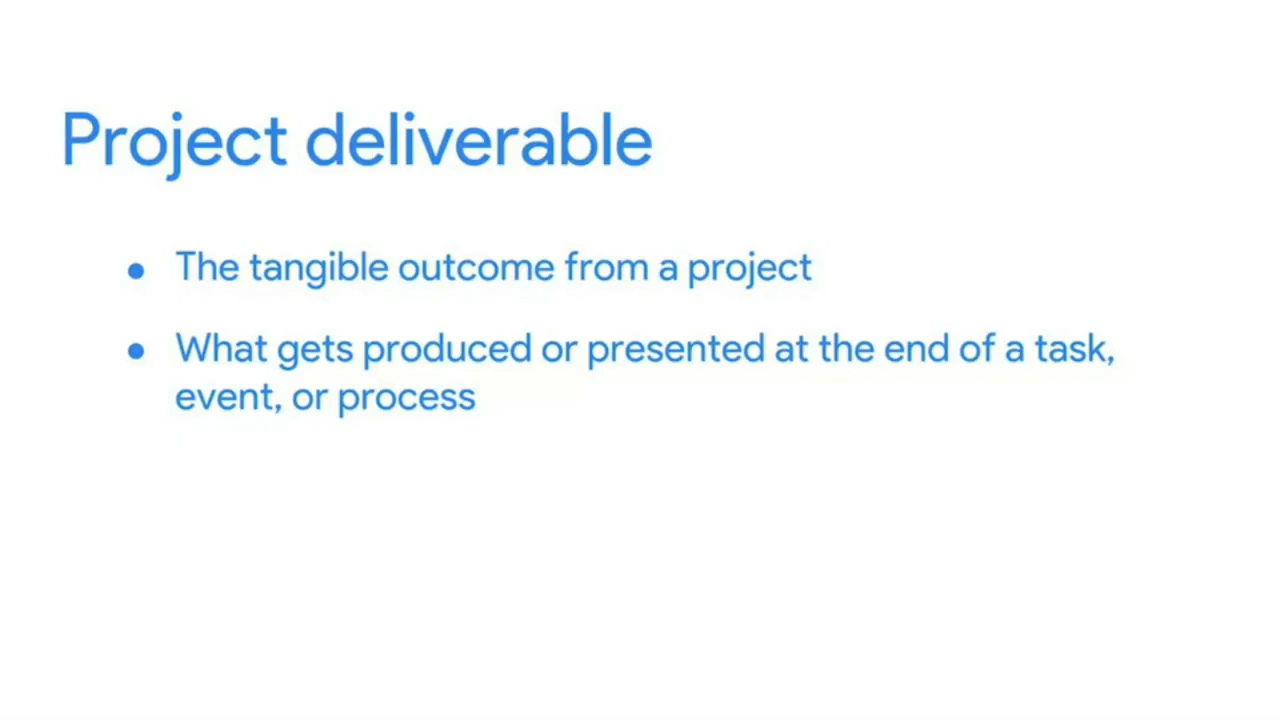 Project deliverable
● The tangible outcome from a project
● What gets produced or presented at the end of a task,
event, or process